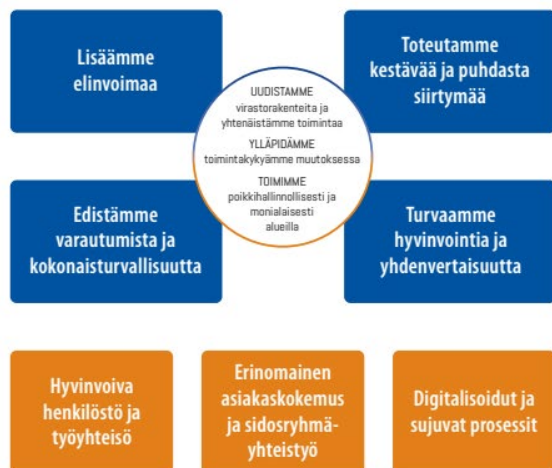 Lisäämme
elinvoimaa
Toteutamme
kestävää ja puhdasta
siirtymää
UUDISTAMME
virastorakenteita ja
yhtenäistämme toimintaa
YLLÄPIDÄMME
toimintakykyämme muutoksessa
TOIMIMME
poikkihallinnollisesti ja
monialaisesti
alueilla
Edistämme
varautumista ja
kokonaisturvallisuutta
Turvaamme
hyvinvointia ja
yhdenvertaisuutta
Hyvinvoiva
henkilöstö ja
työyhteisö
Erinomainen
asiakaskokemus
ja sidosryhmä-
yhteistyö
Digitalisoidut ja
sujuvat prosessit